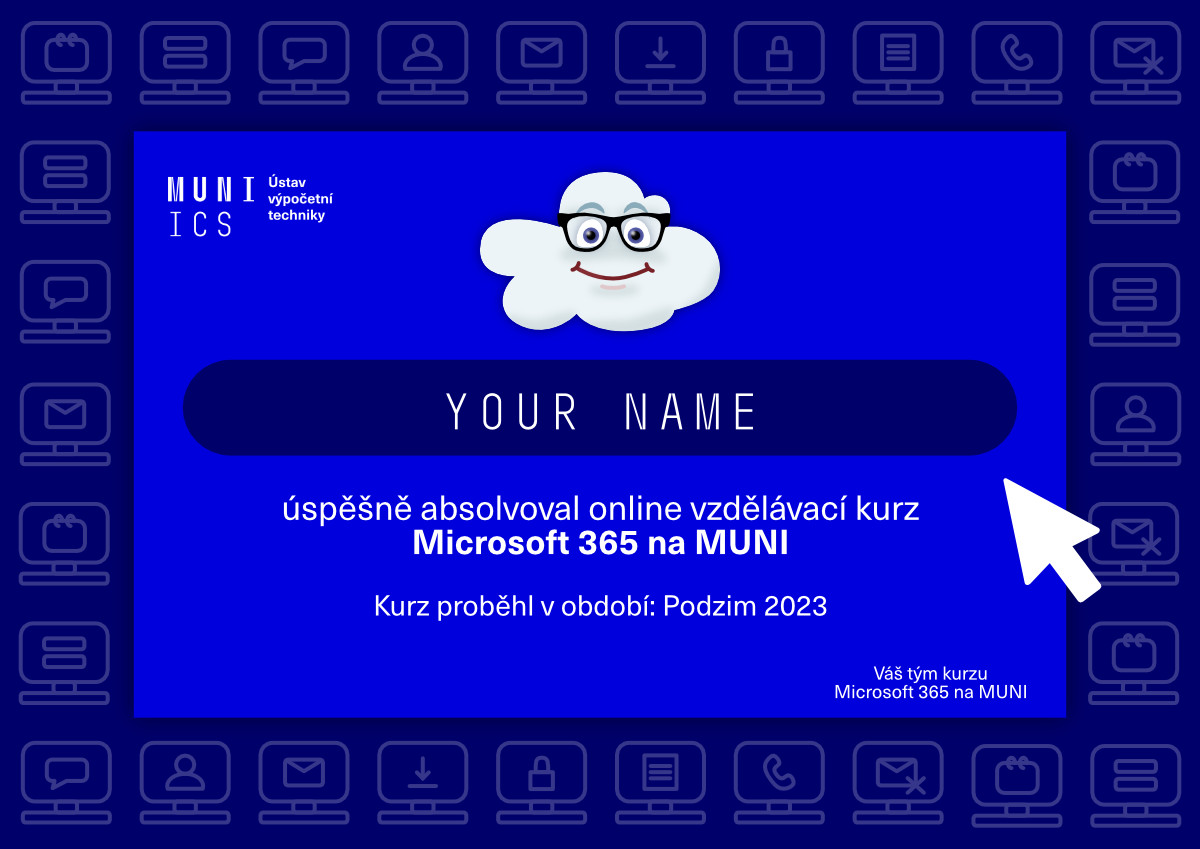 MUNI
ICS
Ústav
výpočetní
techniky
YOUR NAME
úspěšně absolvoval online vzdělávací kurz
Microsoft 365 na MUNI
Kurz proběhl v období: Podzim 2023
Váš tým kurzu
Microsoft 365 na MUNI